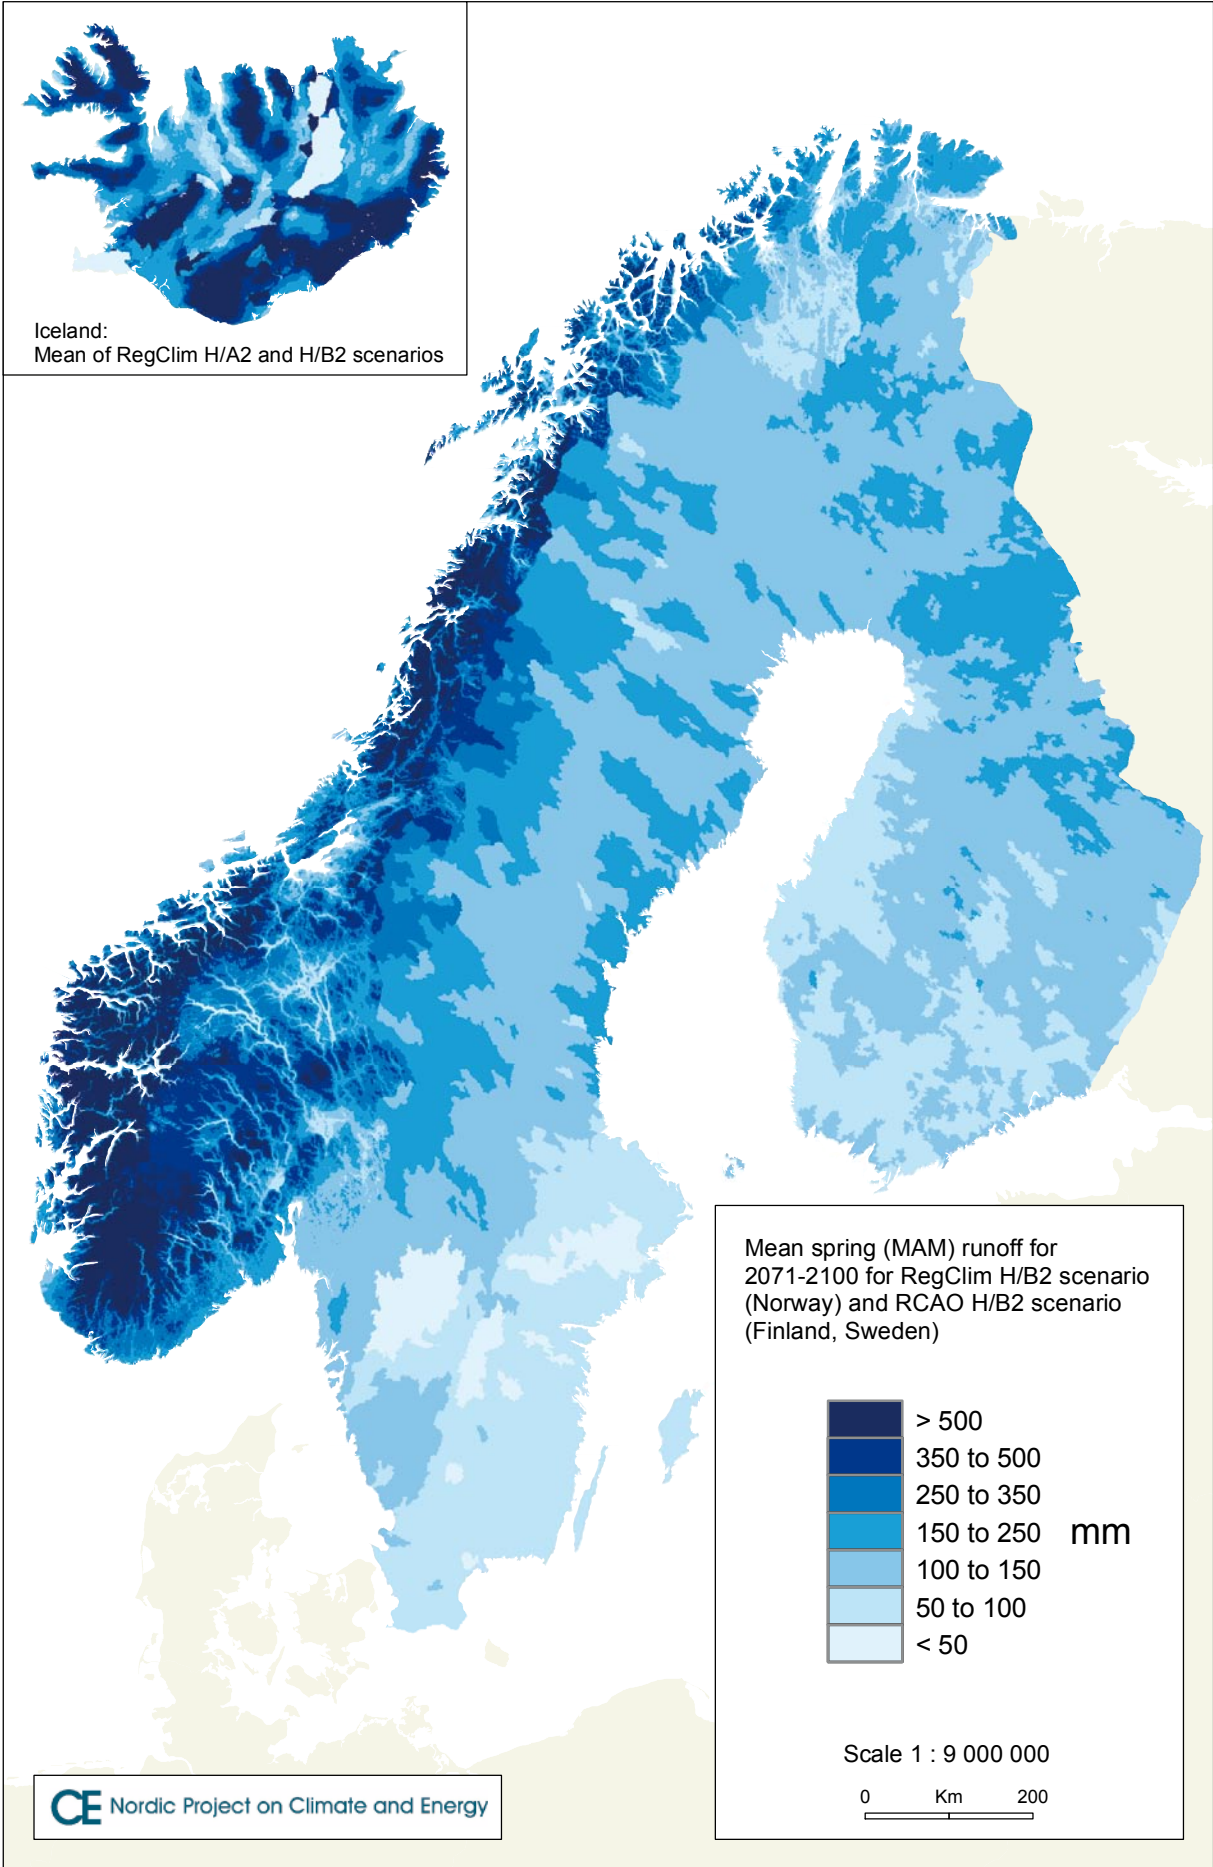 Iceland:
Mean of RegClim H/A2 and H/B2 scenarios
Mean spring (MAM) runoff for
2071-2100 for RegClim H/B2 scenario
(Norway) and RCAO H/B2 scenario
(Finland, Sweden)
> 500
350 to 500
250 to 350
150 to 250 mm
100 to 150
50 to 100
< 50
Scale 1 : 9 000 000
0 Km 200
CE Nordic Project on Climate and Energy